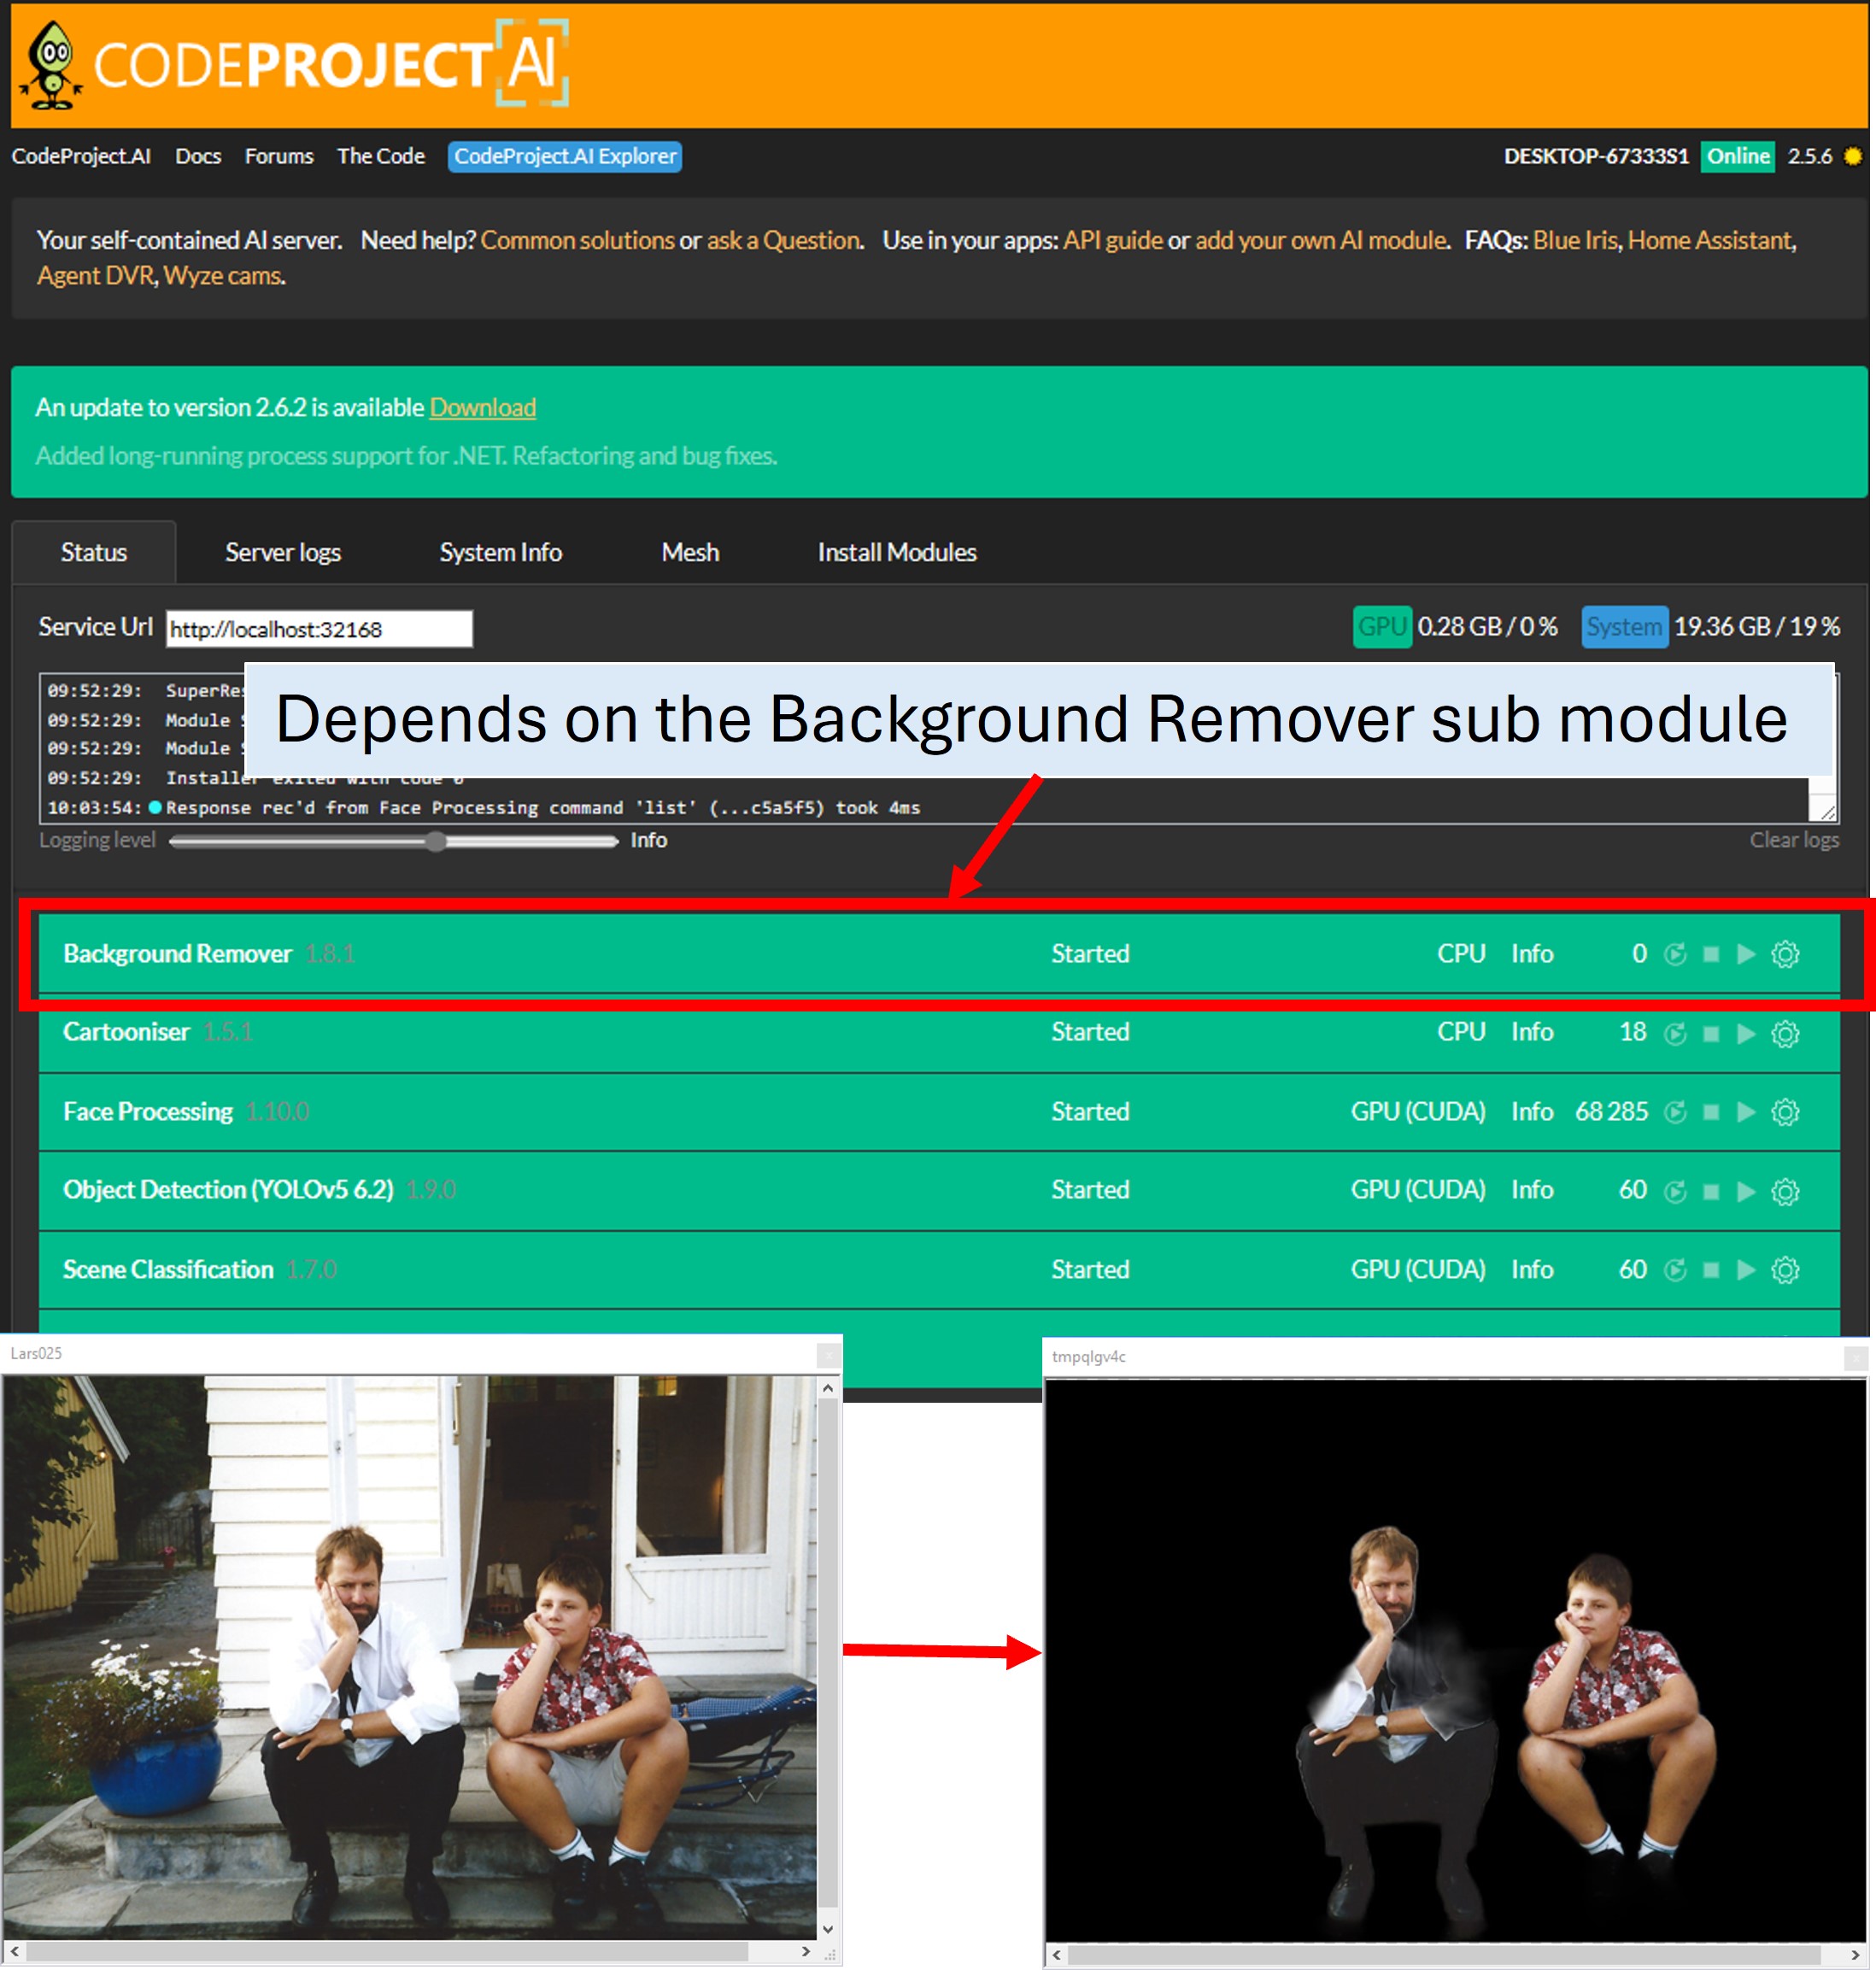 CODEPROJECT AI
CodeProject.AI Docs Forums The Code CodeProject.AI Explorer DESKTOP-67333S1 Online 2.5.6
Your self-contained AI server. Need help? Common solutions or ask a Question. Use in your apps: API guide or add your own AI module. FAQs: Blue Iris, Home Assistant,
Agent DVR, Wyze cams.
An update to version 2.6.2 is available Download
Added long-running process support for .NET. Refactoring and bug fixes.
Status Server logs System Info Mesh Install Modules
Service Url http://localhost:32168 GPU 0.28 GB / 0 % System 19.36 GB / 19 %
Depends on the Background Remover sub module
09:52:29:
09:52:29: Module
09:52:29: Module
09:52:29: Installer exited with code
10:03:54: Response rec'd from Face Processing command 'list' (...c5a5f5) took 4ms
Logging level Info Clear logs
Background Remover 1.8.1 Started CPU Info 0
Cartooniser 1.5.1 Started CPU Info 18
Face Processing 1.10.0 Started GPU (CUDA) Info 68 285
Object Detection (YOLOv5 6.2) 1.9.0 Started GPU (CUDA) Info 60
Scene Classification 1.7.0 Started GPU (CUDA) Info 60
Lars025
tmpqlgv4c